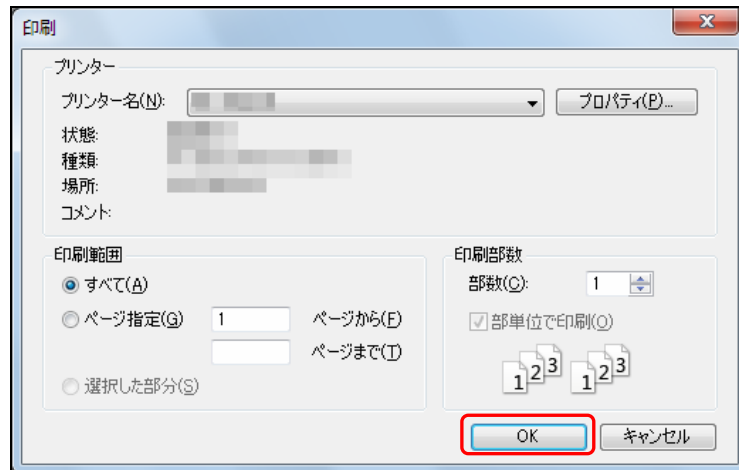 印刷
プリンター
プリンター名(N):
プロパティ(P)...
状態:
種類:
場所:
コメント:
印刷範囲
すべて(A)
ページ指定(G) 1 ページから(F)
ページまで(T)
選択した部分(S)
印刷部数
部数(C): 1
部単位で印刷(O)
1 2 3 1 2 3
OK キャンセル